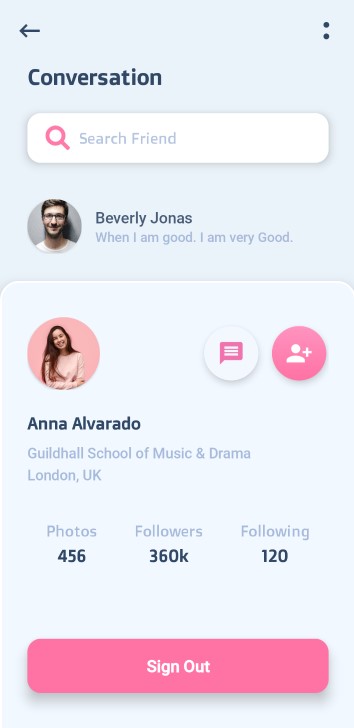 Conversation
Search Friend
Beverly Jonas
When I am good. I am very Good.
Anna Alvarado
Guildhall School of Music & Drama
London, UK
Photos Followers Following
456 360k 120
Sign Out